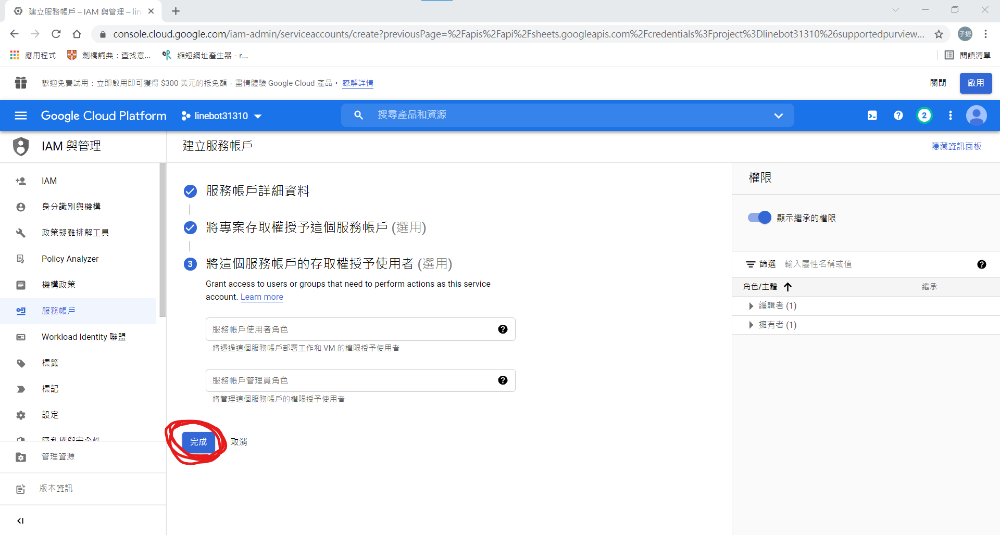 建立服務帳戶 – IAM 與管理 – lin
console.cloud.google.com/iam-admin/serviceaccounts/create?previousPage=%2Fapis%2Fapi%2Fsheets.googleapis.com%2Fcredentials%3Fproject%3Dlinebot31310%26supportedpurview...
子捷
應用程式
劍橋詞典：查找意...
縮短網址產生器 - r...
閱讀清單
歡迎免費試用：立即啟用即可獲得 $300 美元的抵免額，盡情體驗 Google Cloud 產品。 瞭解詳情
關閉
啟用
Google Cloud Platform
linebot31310
搜尋產品和資源
2
IAM 與管理
建立服務帳戶
隱藏資訊面板
IAM
身分識別與機構
政策疑難排解工具
Policy Analyzer
機構政策
服務帳戶
Workload Identity 聯盟
標籤
標記
設定
隱私權與安全性
管理資源
版本資訊
服務帳戶詳細資料
將專案存取權授予這個服務帳戶 (選用)
3 將這個服務帳戶的存取權授予使用者 (選用)
Grant access to users or groups that need to perform actions as this service
account. Learn more
服務帳戶使用者角色
將透過這個服務帳戶部署工作和 VM 的權限授予使用者
服務帳戶管理員角色
將管理這個服務帳戶的權限授予使用者
完成
取消
權限
顯示繼承的權限
篩選 輸入屬性名稱或值
角色/主體
繼承
編輯者 (1)
擁有者 (1)